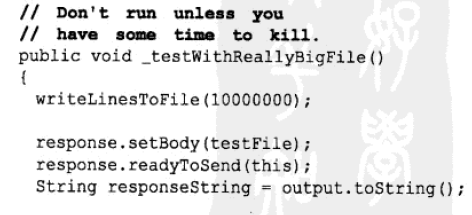 // Don't run unless you
// have some time to kill.
public void _testWithReallyBigFile()
{
writeLinesToFile(10000000);
response.setBody(testFile);
response.readyToSend(this);
String responseString = output.toString();